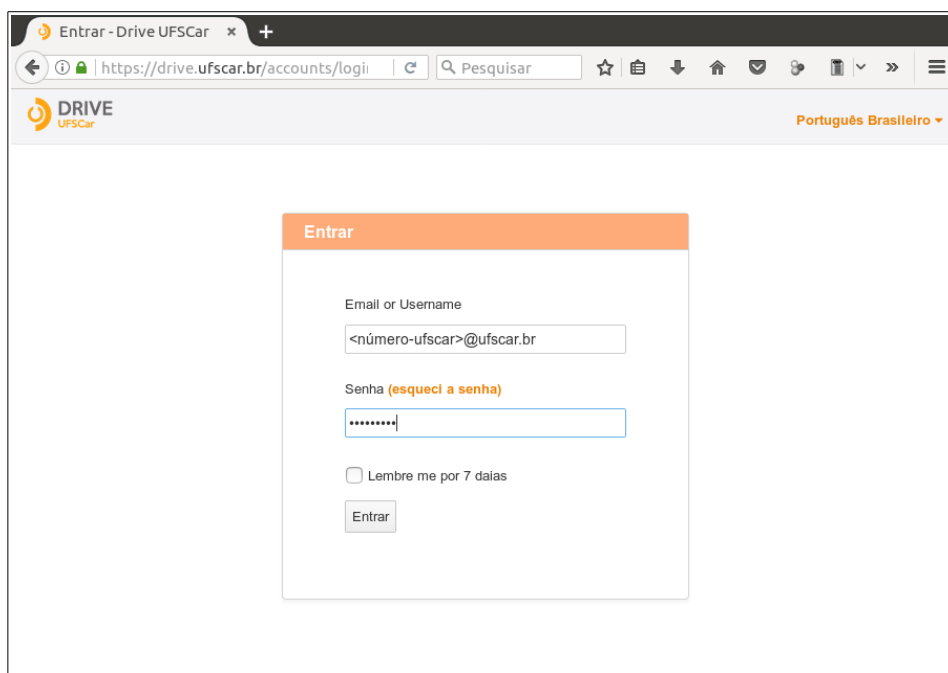 Entrar - Drive UFSCar × +
https://drive.ufscar.br/accounts/logi Pesquisar
DRIVE
UFSCar
Português Brasileiro
Entrar
Email or Username
<número-ufscar>@ufscar.br
Senha (esqueci a senha)
•••••••••
Lembre me por 7 daias
Entrar